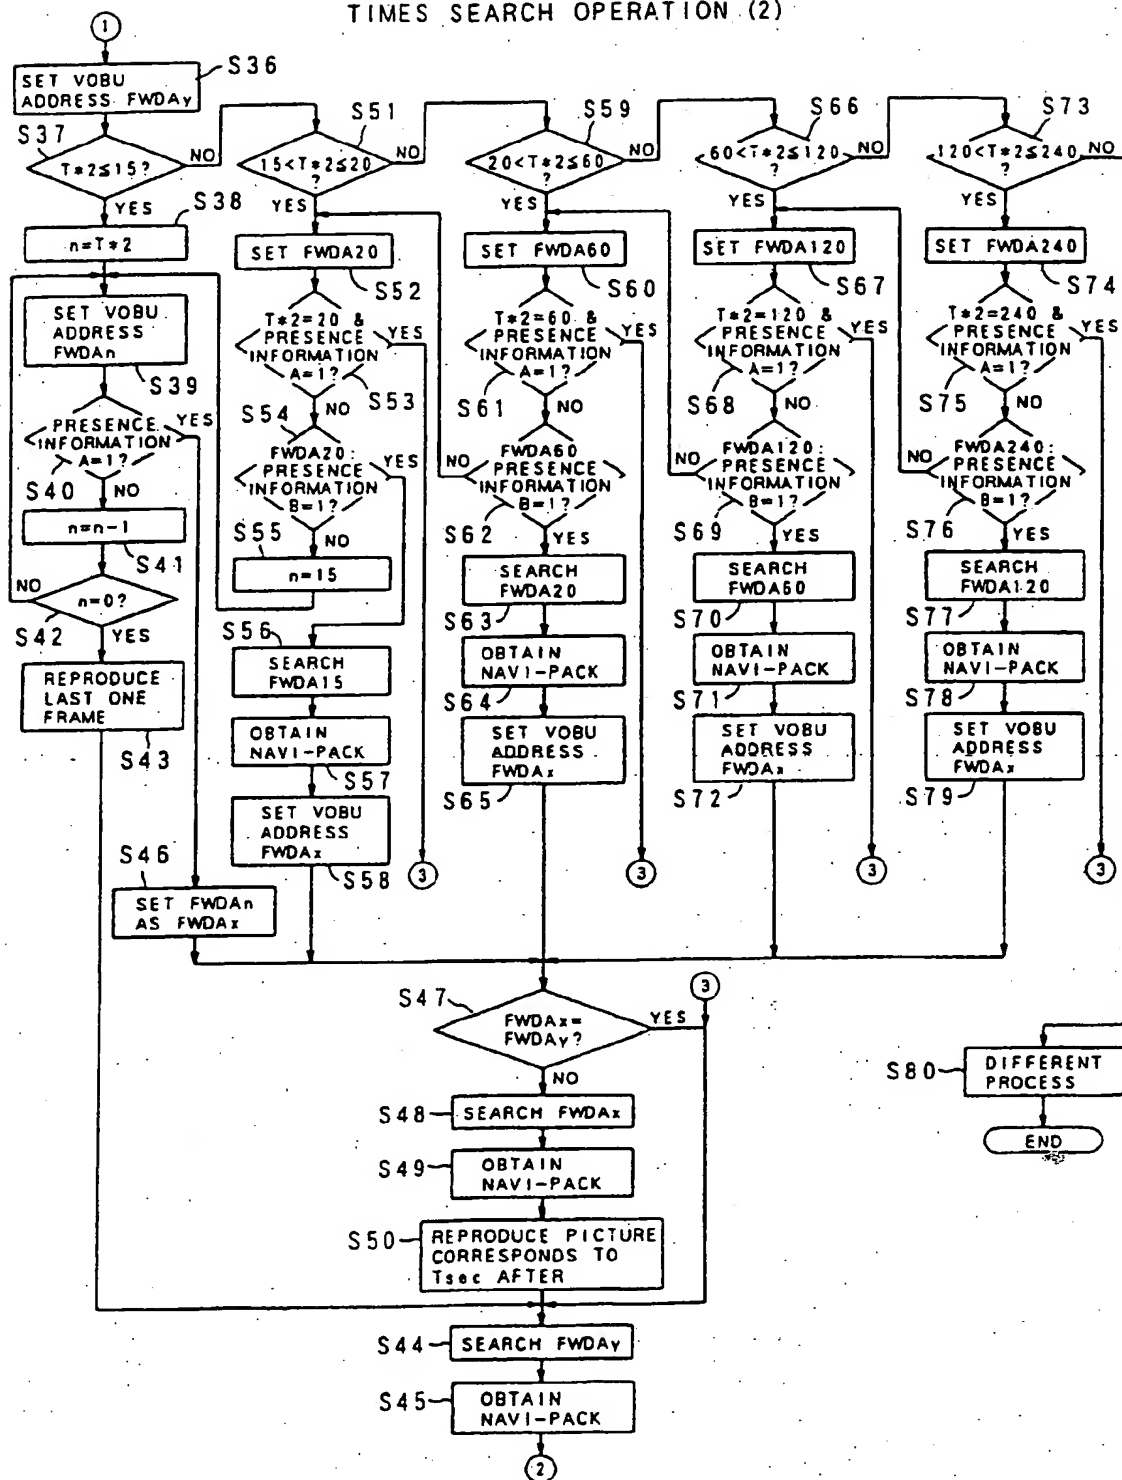 TIMES SEARCH OPERATION (2)
1
SET VOBU
ADDRESS FWDAy
S36
S37
T*2≤15?
NO
YES
S38
n=T*2
SET VOBU
ADDRESS
FWDAn
S39
PRESENCE
INFORMATION
A=1?
YES
S40
NO
n=n-1
S41
NO
n=0?
S42
YES
REPRODUCE
LAST ONE
FRAME
S43
S46
SET FWDAn
AS FWDAx
S51
15<T*2≤20
?
NO
YES
SET FWDA20
S52
T*2=20 &
PRESENCE
INFORMATION
A=1?
YES
S53
NO
S54
FWDA20:
PRESENCE
INFORMATION
B=1?
YES
NO
S55
n=15
S56
SEARCH
FWDA15
OBTAIN
NAVI-PACK
S57
SET VOBU
ADDRESS
FWDAx
S58
3
S59
20<T*2≤60
?
NO
YES
SET FWDA60
S60
T*2=60 &
PRESENCE
INFORMATION
A=1?
YES
S61
NO
FWDA60
PRESENCE
INFORMATION
B=1?
NO
S62
YES
SEARCH
FWDA20
S63
OBTAIN
NAVI-PACK
S64
SET VOBU
ADDRESS
FWDAx
S65
3
S66
60<T*2≤120
?
NO
YES
SET FWDA120
S67
T*2=120 &
PRESENCE
INFORMATION
A=1?
YES
S68
NO
FWDA120:
PRESENCE
INFORMATION
B=1?
NO
S69
YES
SEARCH
FWDA60
S70
OBTAIN
NAVI-PACK
S71
SET VOBU
ADDRESS
FWDAx
S72
3
S73
120<T*2≤240
?
NO
YES
SET FWDA240
S74
T*2=240 &
PRESENCE
INFORMATION
A=1?
YES
S75
NO
FWDA240:
PRESENCE
INFORMATION
B=1?
NO
S76
YES
SEARCH
FWDA120
S77
OBTAIN
NAVI-PACK
S78
SET VOBU
ADDRESS
FWDAx
S79
3
S47
FWDAx=
FWDAy?
YES
3
NO
S48
SEARCH FWDAx
S49
OBTAIN
NAVI-PACK
S50
REPRODUCE PICTURE
CORRESPONDS TO
Tsec AFTER
S44
SEARCH FWDAy
S45
OBTAIN
NAVI-PACK
2
S80
DIFFERENT
PROCESS
END